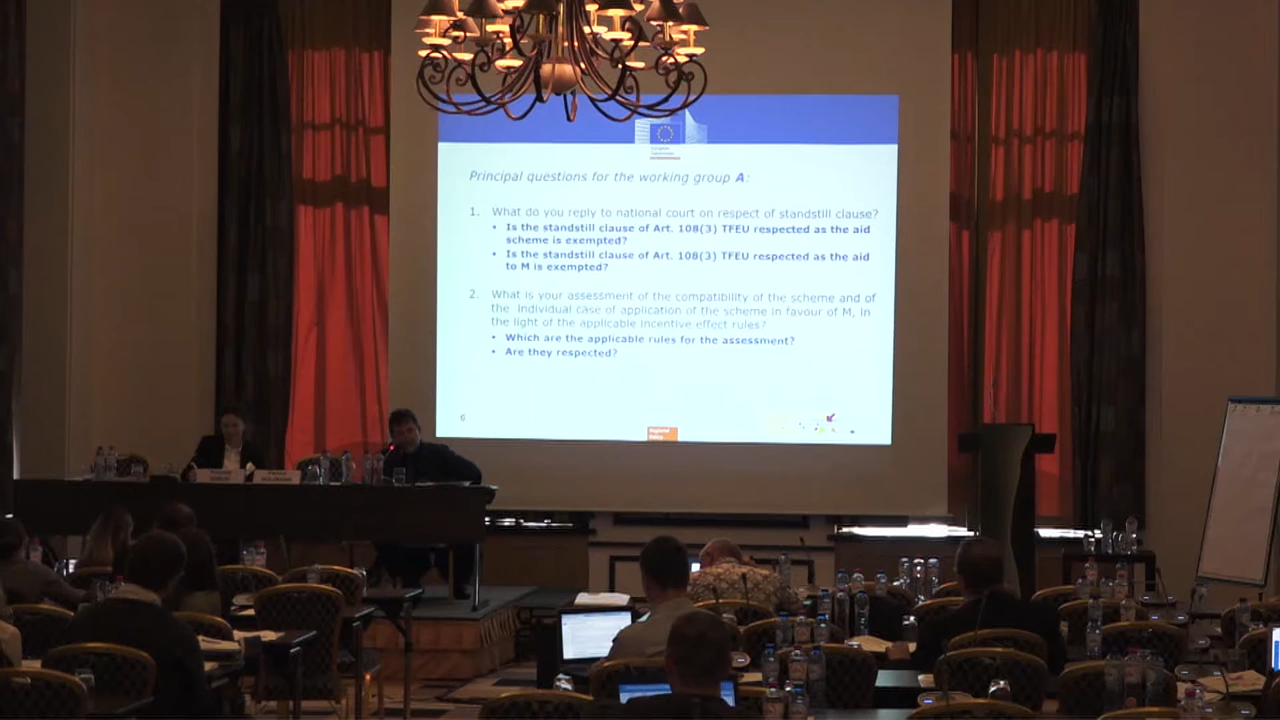 European
Commission
Principal questions for the working group A:
1. What do you reply to national court on respect of standstill clause?
• Is the standstill clause of Art. 108(3) TFEU respected as the aid
scheme is exempted?
• Is the standstill clause of Art. 108(3) TFEU respected as the aid
to M is exempted?
2. What is your assessment of the compatibility of the scheme and of
the individual case of application of the scheme in favour of M, in
the light of the applicable incentive effect rules?
• Which are the applicable rules for the assessment?
• Are they respected?
6
Regional
Policy